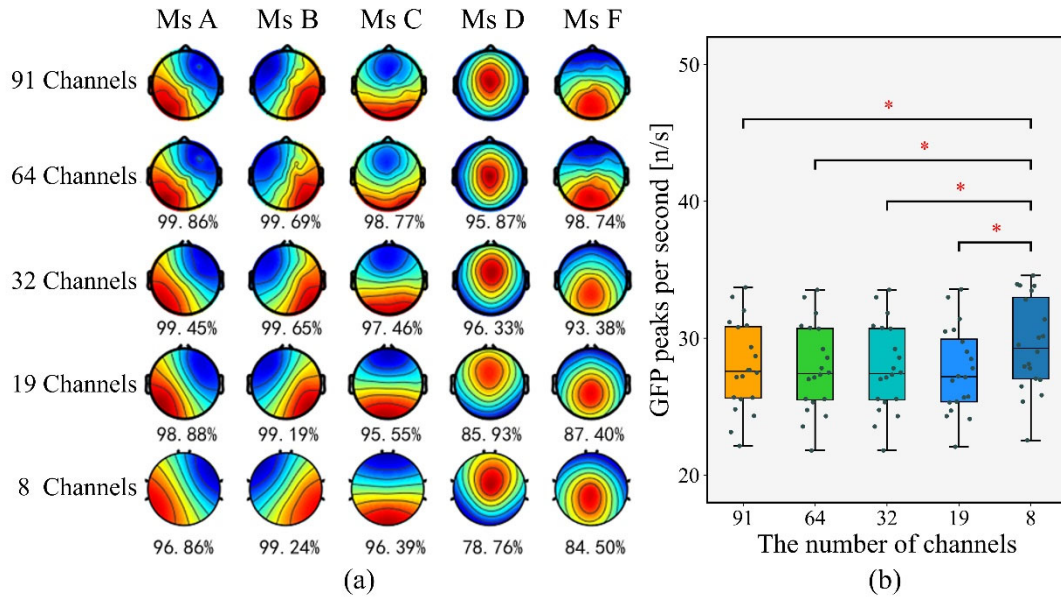 Ms A Ms B Ms C Ms D Ms F
91 Channels
64 Channels
99.86% 99.69% 98.77% 95.87% 98.74%
32 Channels
99.45% 99.65% 97.46% 96.33% 93.38%
19 Channels
98.88% 99.19% 95.55% 85.93% 87.40%
8 Channels
96.86% 99.24% 96.39% 78.76% 84.50%
(a)
GFP peaks per second [n/s]
50
40
30
20
*
*
*
*
91 64 32 19 8
The number of channels
(b)